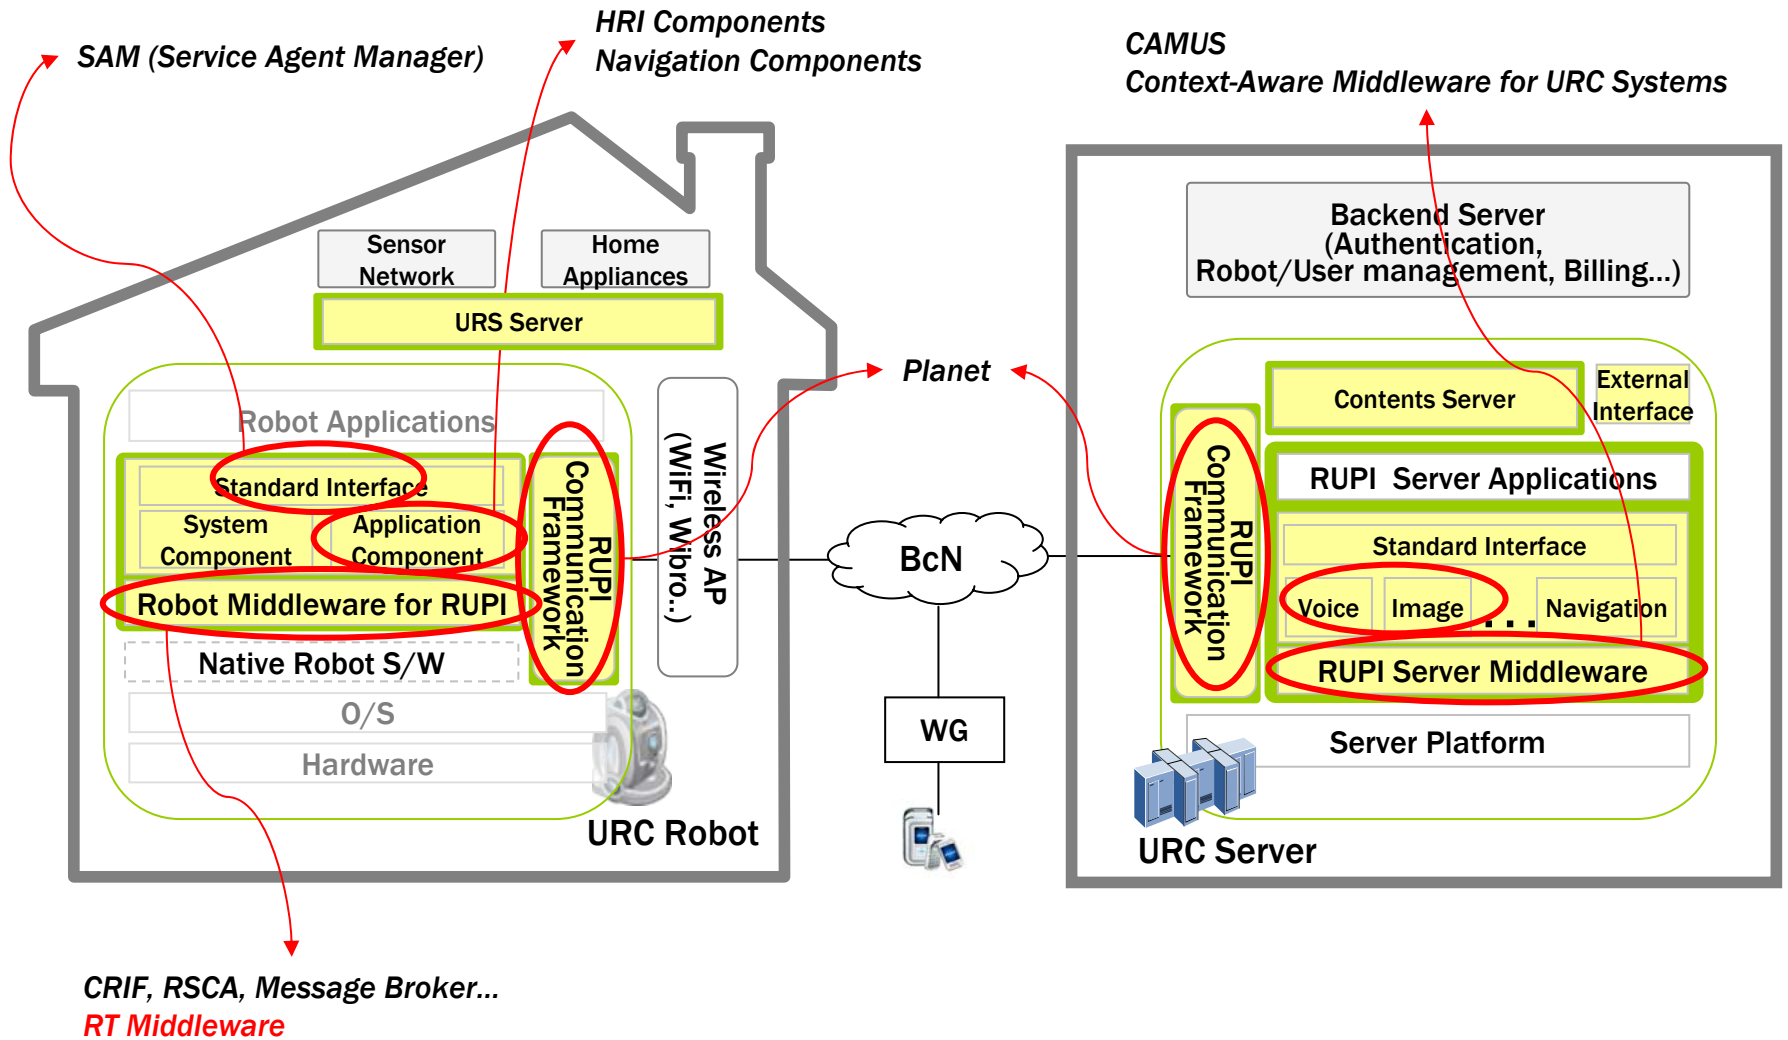 SAM (Service Agent Manager)
HRI Components
Navigation Components
CAMUS
Context-Aware Middleware for URC Systems
Sensor
Network
Home
Appliances
URS Server
Robot Applications
Standard Interface
System
Component
Application
Component
Robot Middleware for RUPI
Native Robot S/W
O/S
Hardware
RUPI
Communication
Framework
Wireless AP
(WiFi, Wibro..)
URC Robot
Planet
BcN
WG
Backend Server
(Authentication,
Robot/User management, Billing...)
Contents Server
External
Interface
RUPI
Communication
Framework
RUPI Server Applications
Standard Interface
Voice
Image
...
Navigation
RUPI Server Middleware
Server Platform
URC Server
CRIF, RSCA, Message Broker...
RT Middleware